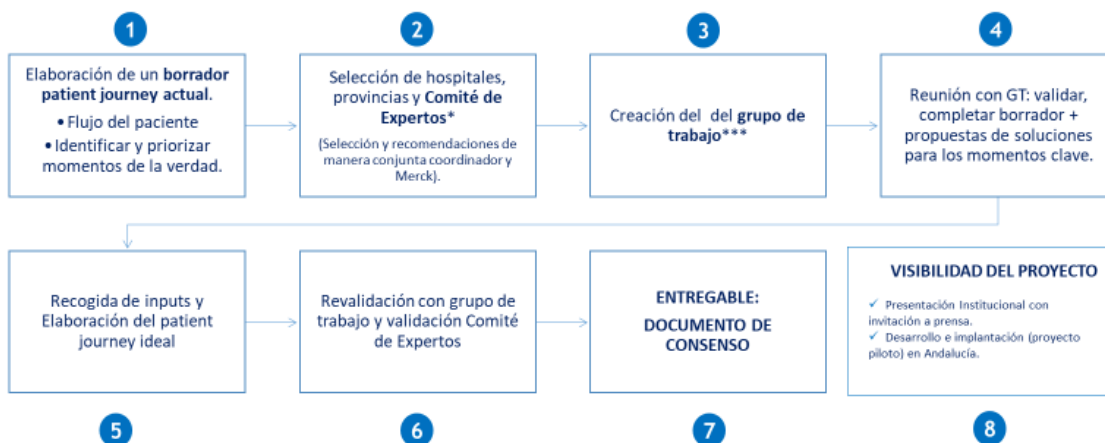 1
Elaboración de un borrador
patient journey actual.
• Flujo del paciente
• Identificar y priorizar
momentos de la verdad.
2
Selección de hospitales,
provincias y Comité de
Expertos*
(Selección y recomendaciones de
manera conjunta coordinador y
Merck).
3
Creación del del grupo de
trabajo***
4
Reunión con GT: validar,
completar borrador +
propuestas de soluciones
para los momentos clave.
Recogida de inputs y
Elaboración del patient
journey ideal
5
Revalidación con grupo de
trabajo y validación Comité
de Expertos
6
ENTREGABLE:
DOCUMENTO DE
CONSENSO
7
VISIBILIDAD DEL PROYECTO
✓ Presentación Institucional con
invitación a prensa.
✓ Desarrollo e implantación (proyecto
piloto) en Andalucía.
8